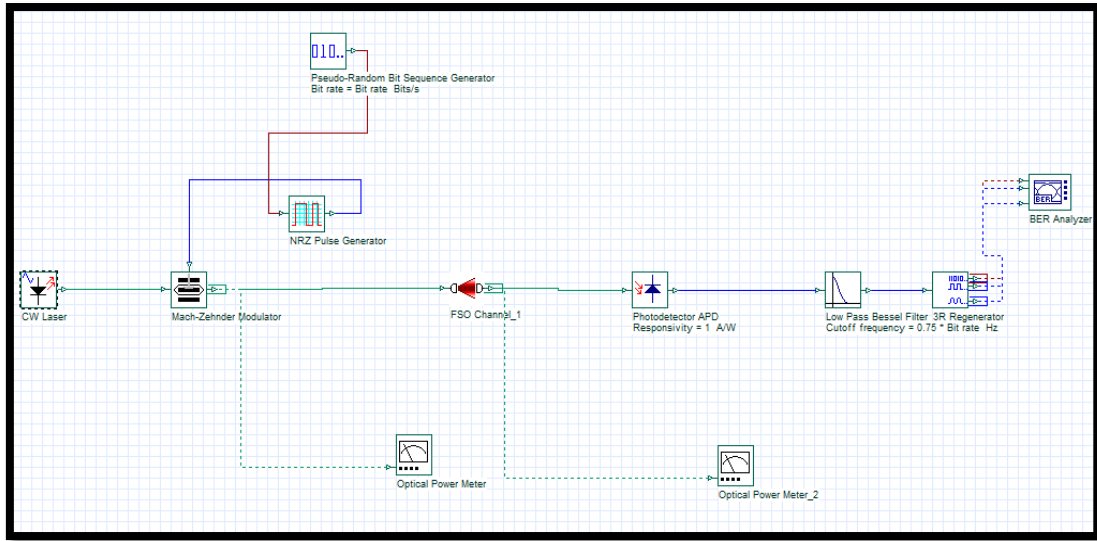 010..
Pseudo-Random Bit Sequence Generator
Bit rate = Bit rate Bits/s
NRZ Pulse Generator
BER
BER Analyzer
CW Laser
Mach-Zehnder Modulator
FSO Channel_1
Photodetector APD
Responsivity = 1 A/W
Low Pass Bessel Filter
Cutoff frequency = 0.75 * Bit rate Hz
3R Regenerator
Optical Power Meter
Optical Power Meter_2